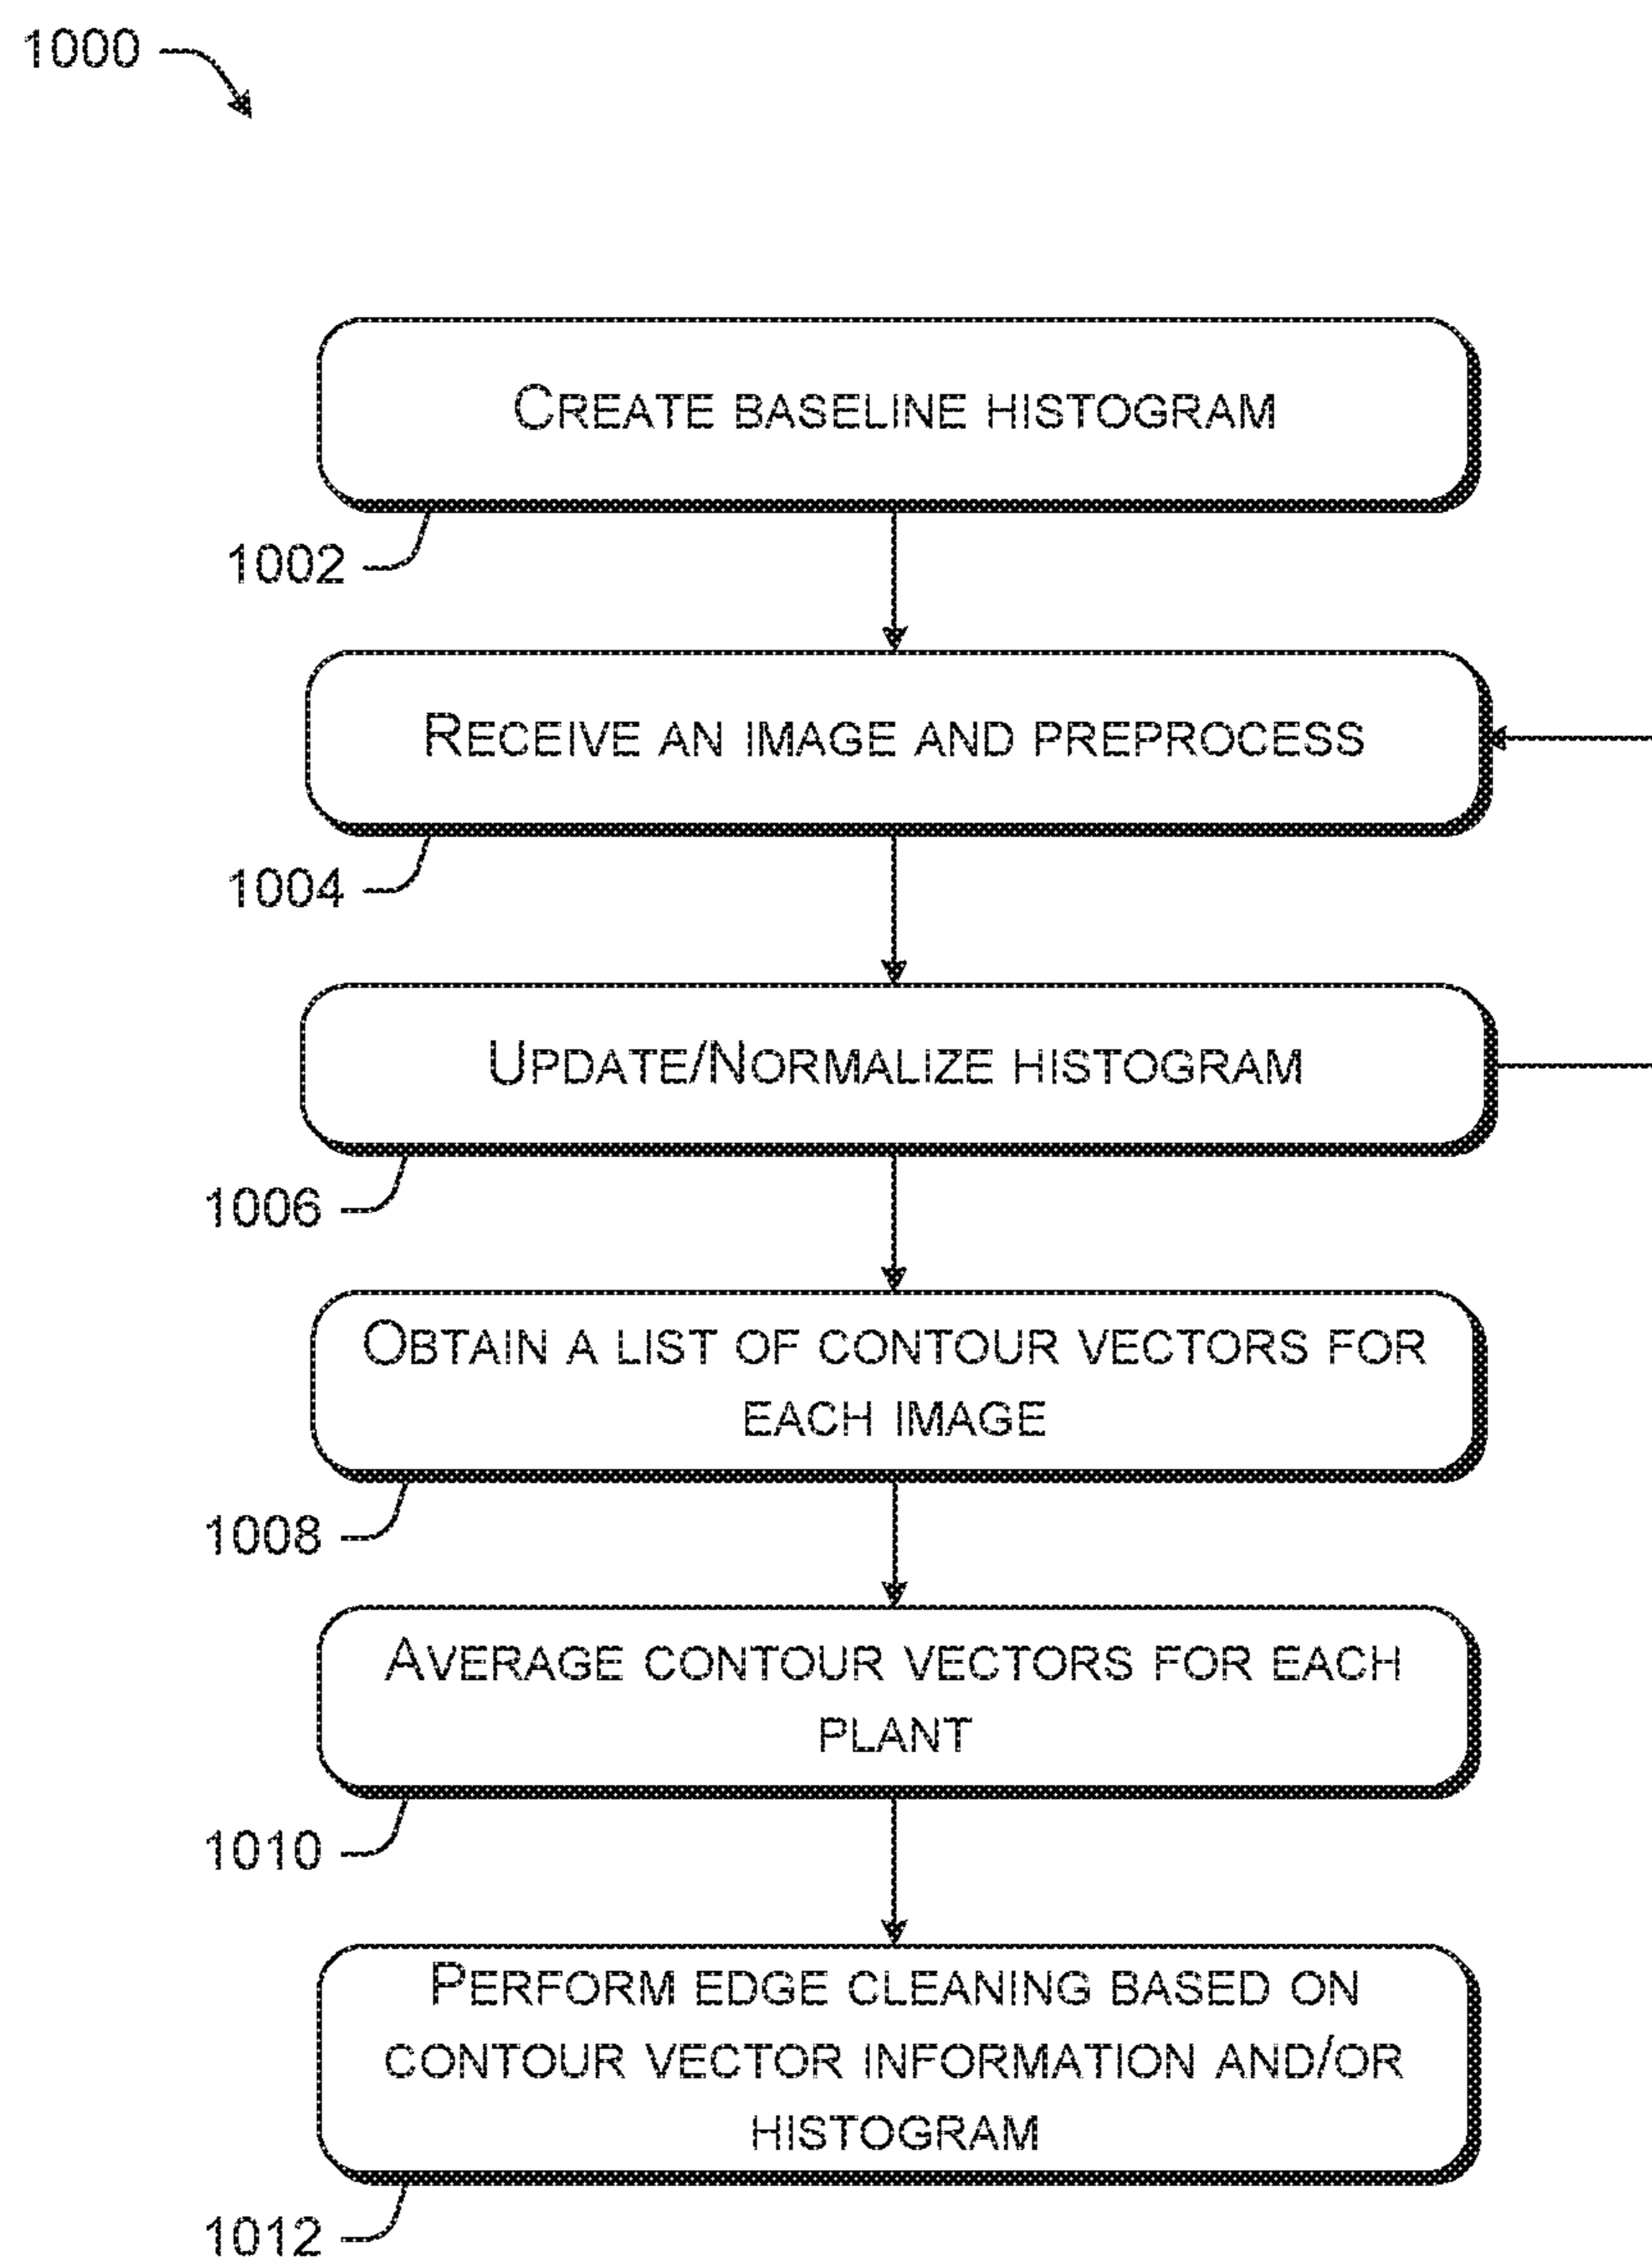 1000
CREATE BASELINE HISTOGRAM
1002
RECEIVE AN IMAGE AND PREPROCESS
1004
UPDATE/NORMALIZE HISTOGRAM
1006
OBTAIN A LIST OF CONTOUR VECTORS FOR
EACH IMAGE
1008
AVERAGE CONTOUR VECTORS FOR EACH
PLANT
1010
PERFORM EDGE CLEANING BASED ON
CONTOUR VECTOR INFORMATION AND/OR
HISTOGRAM
1012